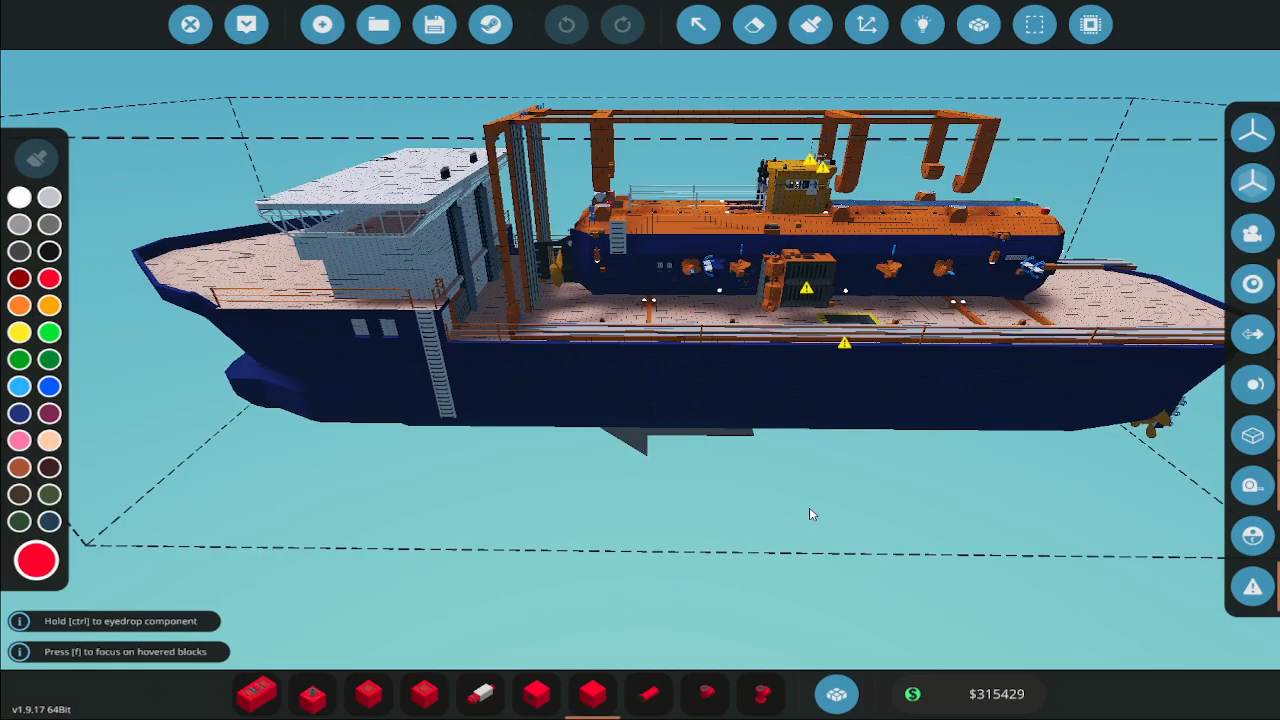 Hold [ctrl] to eyedrop component
Press [f] to focus on hovered blocks
v1.9.17 64Bit
$315429